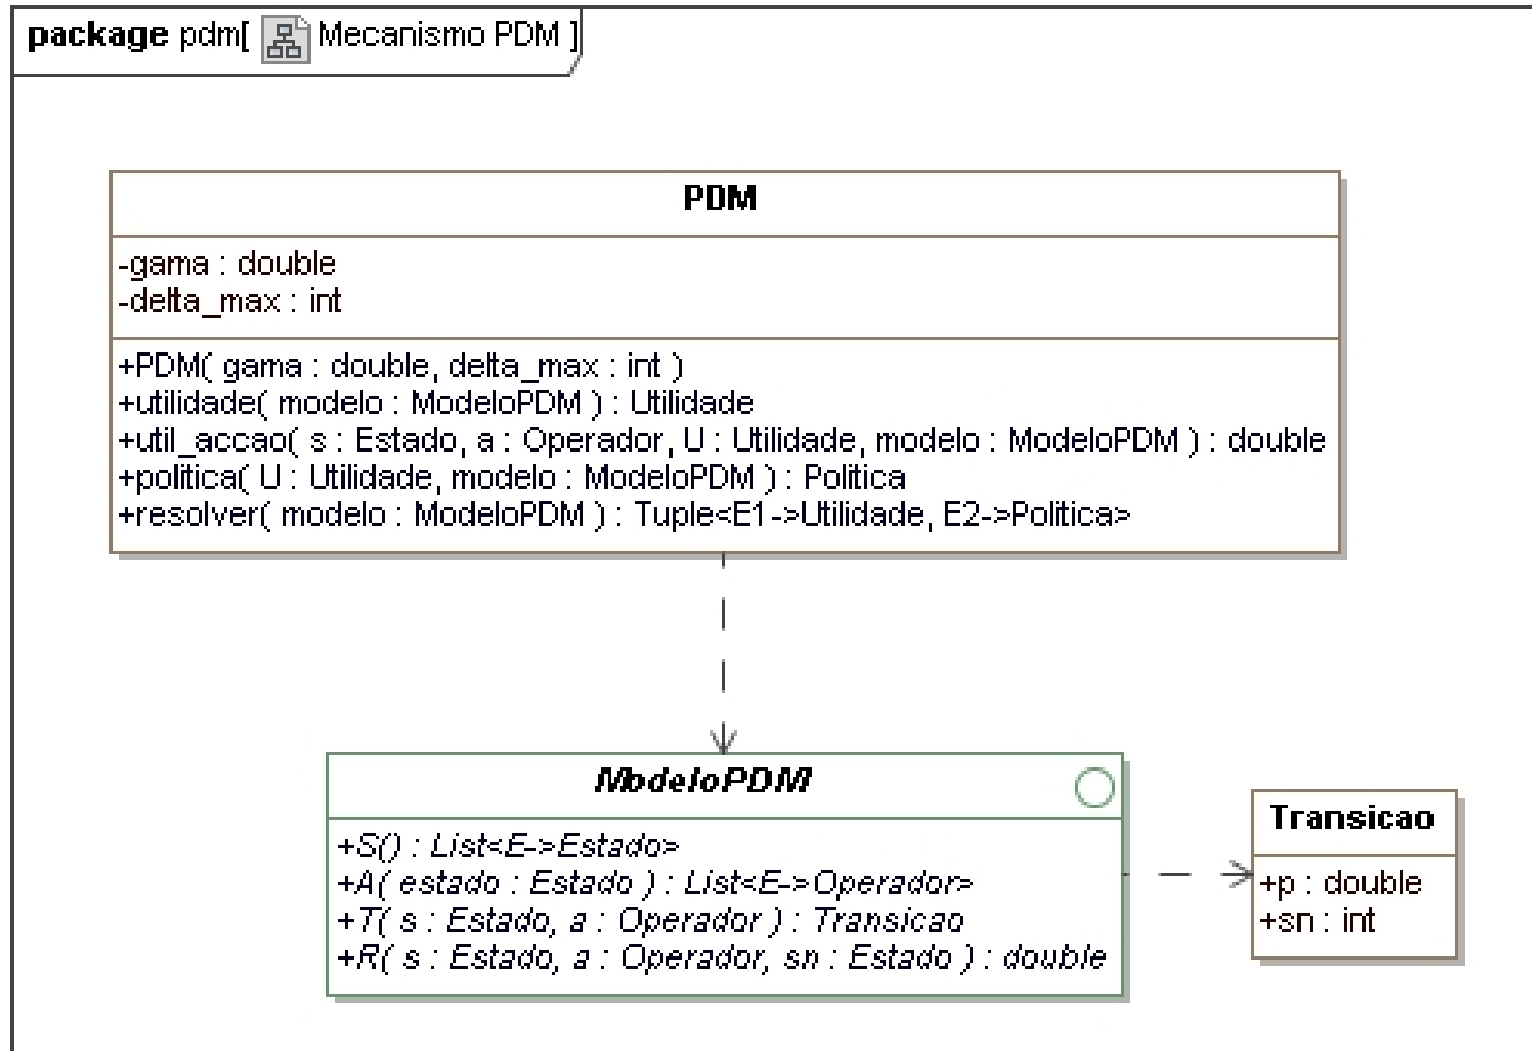 package pdm[ Mecanismo PDM ]
PDM
-gama : double
-delta_max : int
+PDM( gama : double, delta_max : int )
+utilidade( modelo : ModeloPDM ) : Utilidade
+util_accao( s : Estado, a : Operador, U : Utilidade, modelo : ModeloPDM ) : double
+politica( U : Utilidade, modelo : ModeloPDM ) : Politica
+resolver( modelo : ModeloPDM ) : Tuple<E1->Utilidade, E2->Politica>
ModeloPDM
+S() : List<E->Estado>
+A( estado : Estado ) : List<E->Operador>
+T( s : Estado, a : Operador ) : Transicao
+R( s : Estado, a : Operador, sn : Estado ) : double
Transicao
+p : double
+sn : int